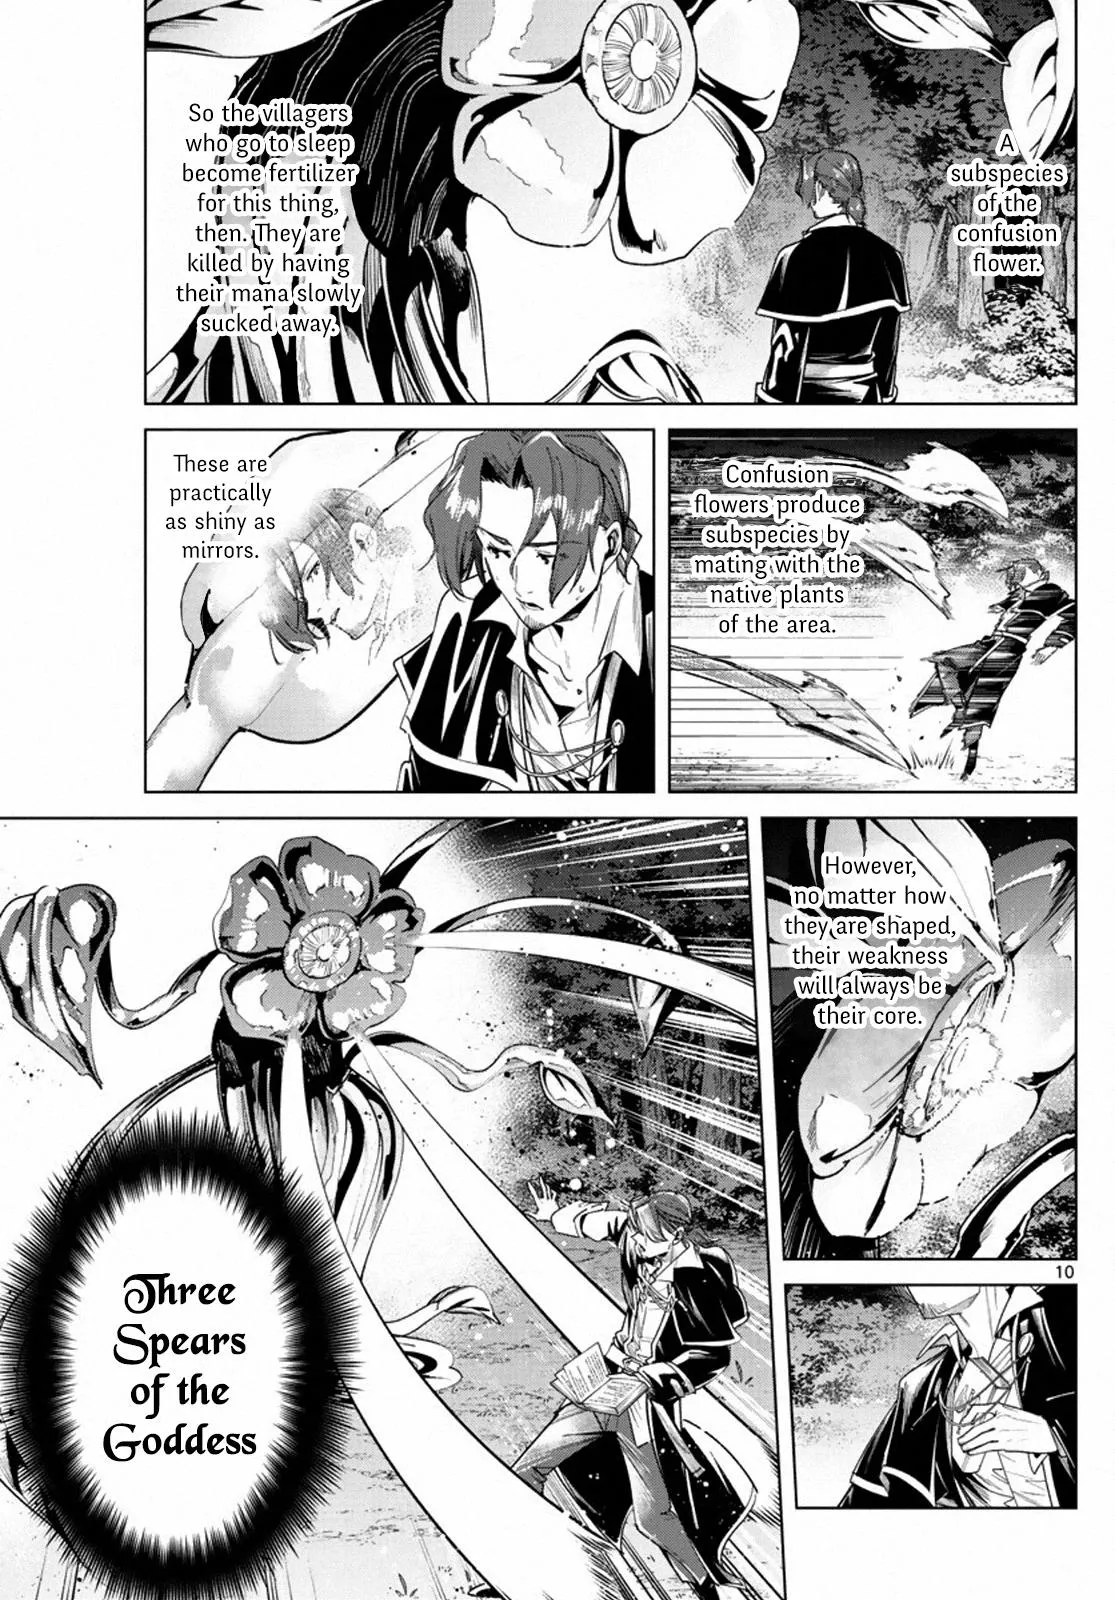 A
subspecies
of the
confusion
flower.
So the villagers
who go to sleep
become fertilizer
for this thing,
then. They are
killed by having
their mana slowly
sucked away.
Confusion
flowers produce
subspecies by
mating with the
native plants
of the area.
These are
practically
as shiny as
mirrors.
However,
no matter how
they are shaped,
their weakness
will always be
their core.
10
Three
Spears
of the
Goddess